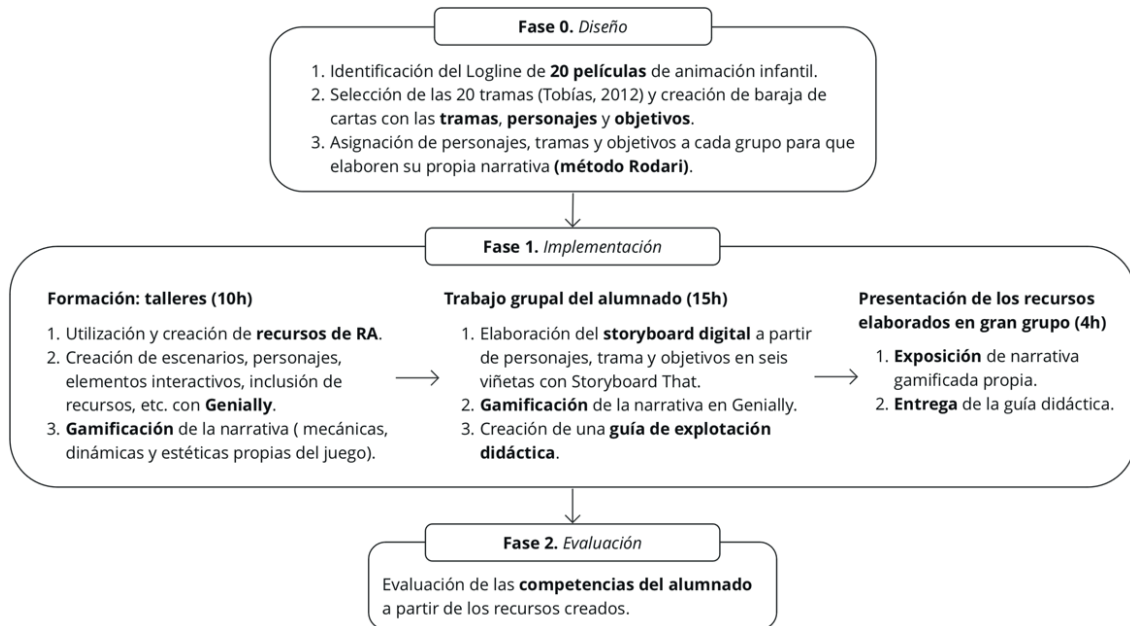 Fase 0. Diseño
1. Identificación del Logline de 20 películas de animación infantil.
2. Selección de las 20 tramas (Tobías, 2012) y creación de baraja de
cartas con las tramas, personajes y objetivos.
3. Asignación de personajes, tramas y objetivos a cada grupo para que
elaboren su propia narrativa (método Rodari).
Fase 1. Implementación
Formación: talleres (10h)
1. Utilización y creación de recursos de RA.
2. Creación de escenarios, personajes,
elementos interactivos, inclusión de
recursos, etc. con Genially.
3. Gamificación de la narrativa ( mecánicas,
dinámicas y estéticas propias del juego).
Trabajo grupal del alumnado (15h)
1. Elaboración del storyboard digital a partir
de personajes, trama y objetivos en seis
viñetas con Storyboard That.
2. Gamificación de la narrativa en Genially.
3. Creación de una guía de explotación
didáctica.
Presentación de los recursos
elaborados en gran grupo (4h)
1. Exposición de narrativa
gamificada propia.
2. Entrega de la guía didáctica.
Fase 2. Evaluación
Evaluación de las competencias del alumnado
a partir de los recursos creados.